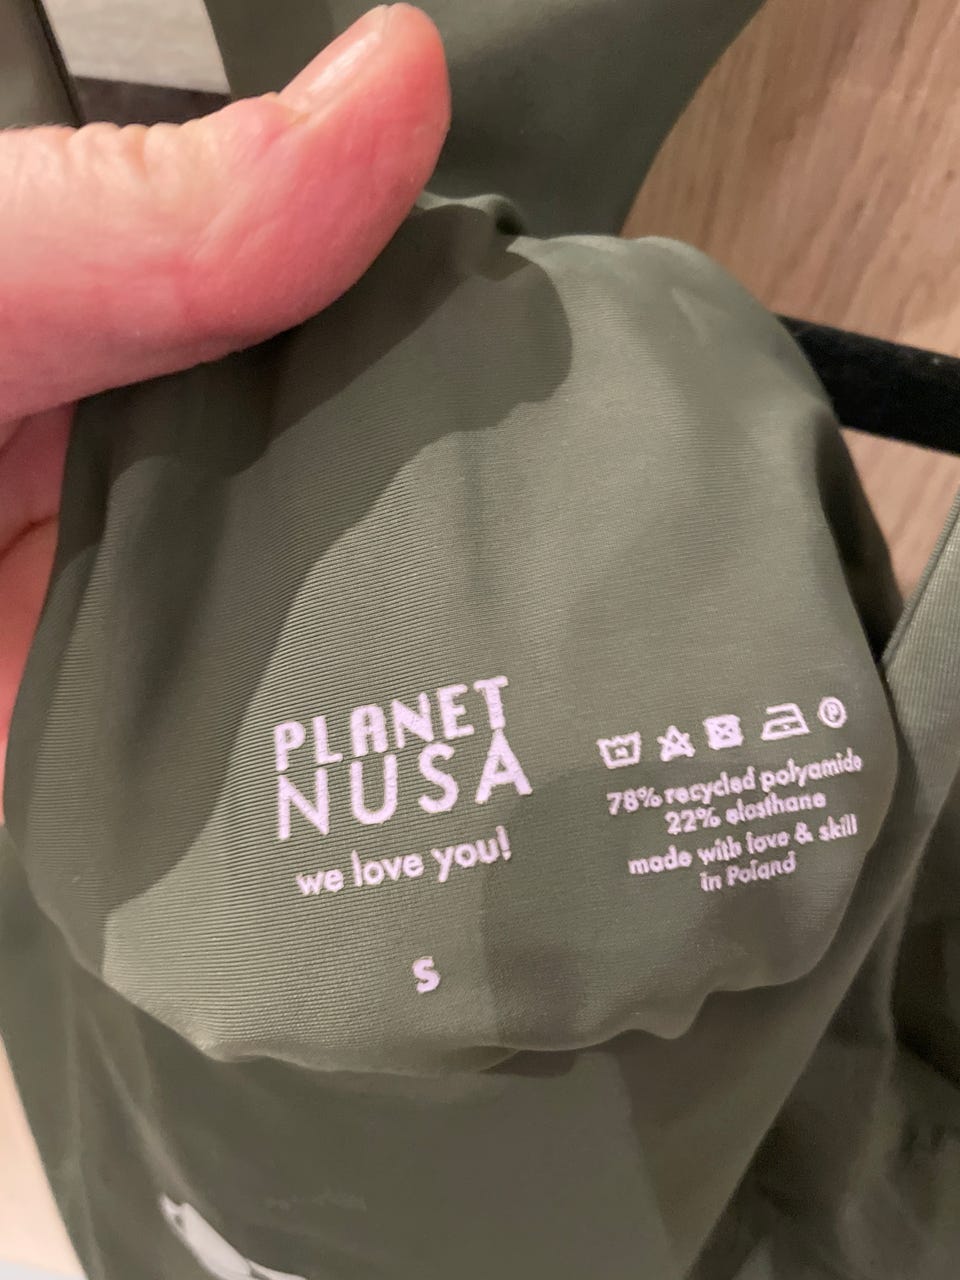 PLANET
NUSA
we love you!
S
P
78% recycled polyamide
22% elasthane
made with love & skill
in Poland